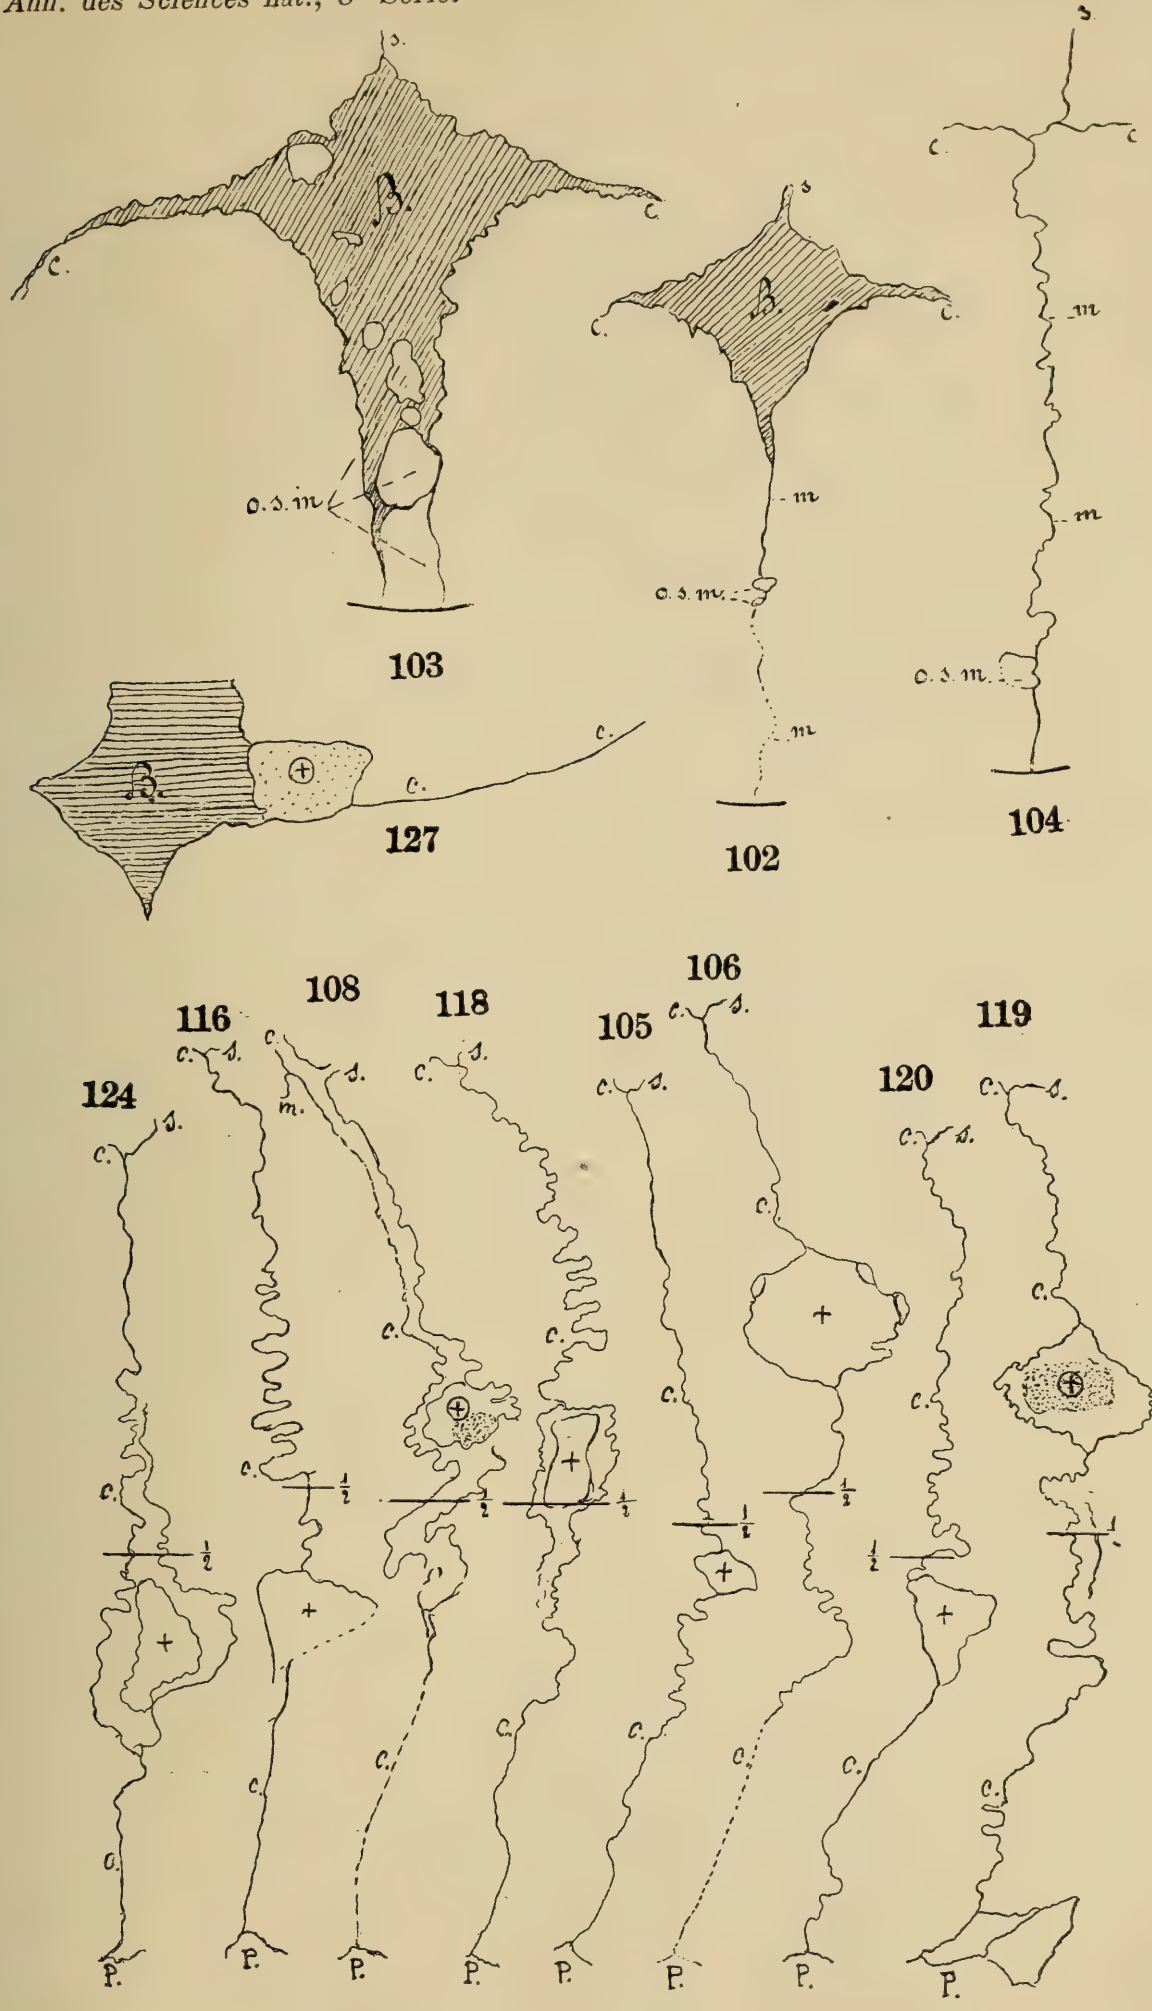 Ann. des Sciences nat., 8e Série.
s.
B.
c.
c.
o.s.m
103
s
B.
c.
c.
m
o.s.m.
m
102
s.
c.
c
m
m
o.s.m.
104
B.
c.
c.
127
106
108
118
119
116
105
120
124
c. s.
c.
c.
1/2
P.
c. s.
c.
1/2
c.
P.
c.
s.
m.
c.
1/2
c.
P.
c. s.
c.
1/2
c.
P.
c. s.
c.
1/2
c.
P.
c. s.
c.
1/2
c.
P.
c. s.
c.
1/2
c.
P.
c. s.
c.
1
c.
P.